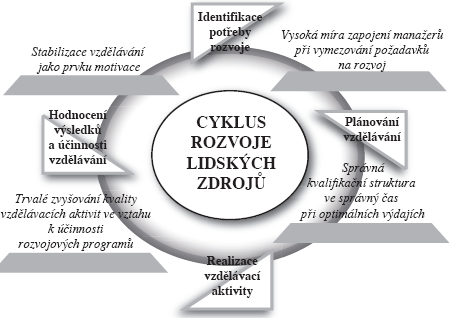 Identifikace
potřeby
rozvoje
Vysoká míra zapojení manažerů
při vymezování požadavků
na rozvoj
Stabilizace vzdělávání
jako prvku motivace
Hodnocení
výsledků
a účinnosti
vzdělávání
CYKLUS
ROZVOJE
LIDSKÝCH
ZDROJŮ
Plánování
vzdělávání
Správná
kvalifikační struktura
ve správný čas
při optimálních výdajích
Trvalé zvyšování kvality
vzdělávacích aktivit ve vztahu
k účinnosti
rozvojových programů
Realizace
vzdělávací
aktivity